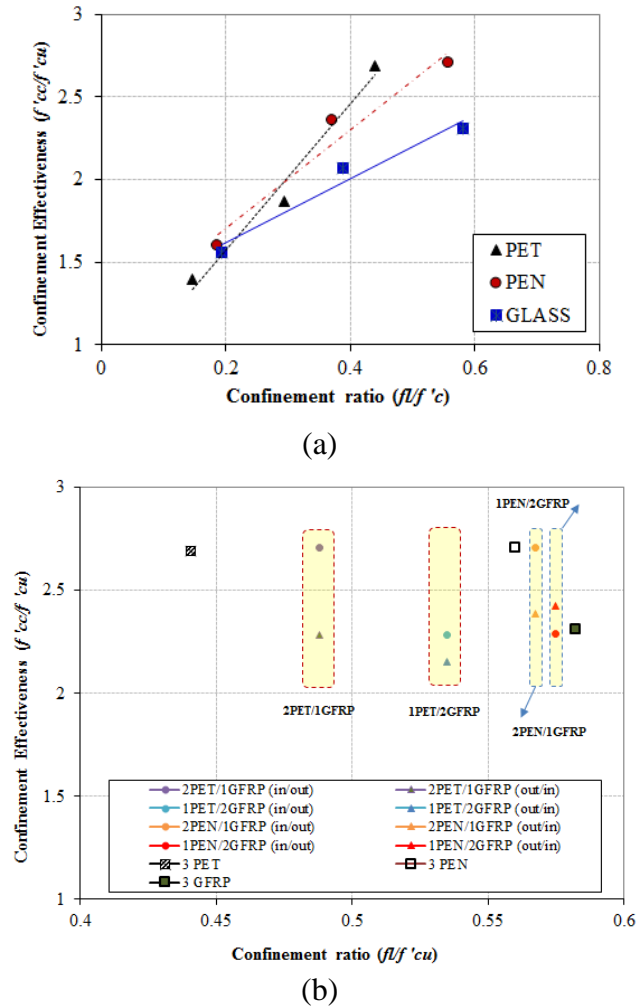 3
2.5
2
1.5
1
Confinement Effectiveness (f 'cc/f 'cu)
PET
PEN
GLASS
0 0.2 0.4 0.6 0.8
Confinement ratio (fl/f 'c)
(a)
3
2.5
2
1.5
1
Confinement Effectiveness (f 'cc/f 'cu)
1PEN/2GFRP
2PET/1GFRP
1PET/2GFRP
2PEN/1GFRP
2PET/1GFRP (in/out) 2PET/1GFRP (out/in)
1PET/2GFRP (in/out) 1PET/2GFRP (out/in)
2PEN/1GFRP (in/out) 2PEN/1GFRP (out/in)
1PEN/2GFRP (in/out) 1PEN/2GFRP (out/in)
3 PET 3 PEN
3 GFRP
0.4 0.45 0.5 0.55 0.6
Confinement ratio (fl/f 'cu)
(b)